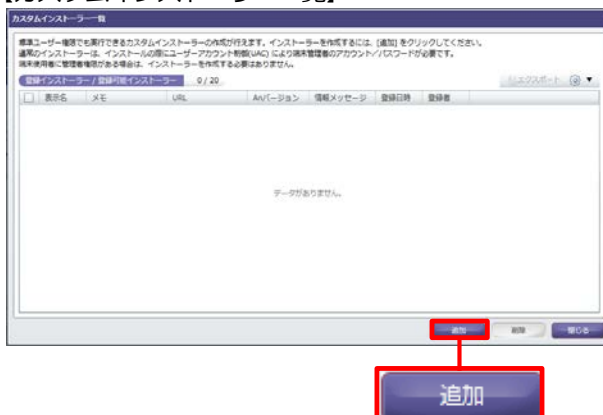 【カスタムインストーラー一覧】
カスタムインストーラー一覧
標準ユーザー権限でも実行できるカスタムインストーラーの作成が行えます。インストーラーを作成するには、[追加] をクリックしてください。
通常のインストーラーは、インストールの際にユーザーアカウント制御(UAC) により端末管理者のアカウント/パスワードが必要です。
端末使用者に管理者権限がある場合は、インストーラーを作成する必要はありません。
登録インストーラー / 登録可能インストーラー 0 / 20
エクスポート
表示名 メモ URL Anバージョン 情報メッセージ 登録日時 登録者
データがありません。
追加 削除 閉じる
追加